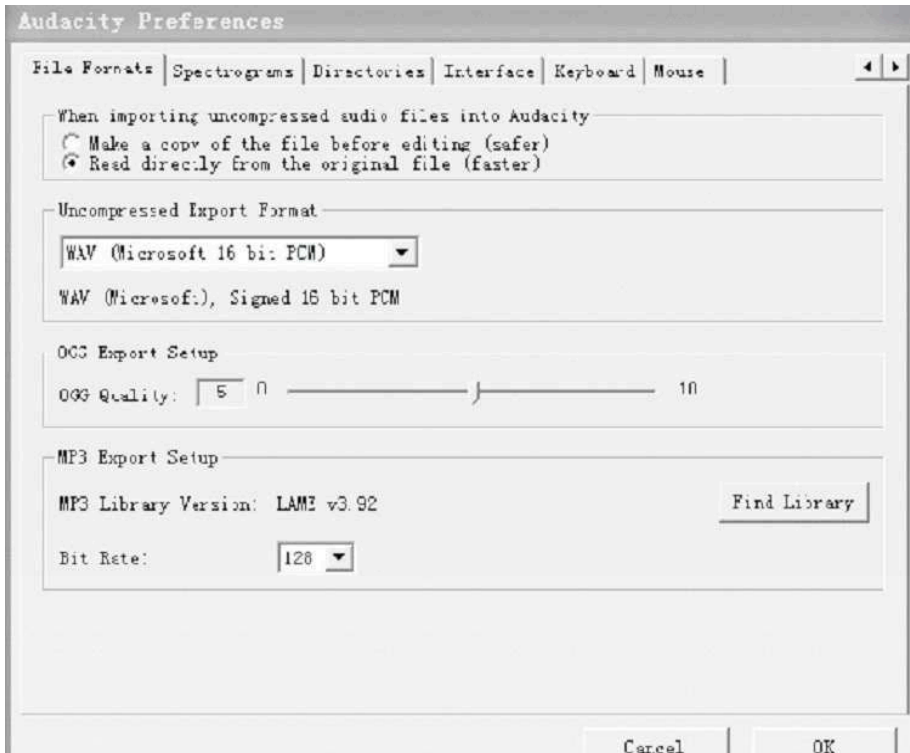 Audacity Preferences
File Formats Spectrograms Directories Interface Keyboard Mouse
When importing uncompressed audio files into Audacity
Make a copy of the file before editing (safer)
Read directly from the original file (faster)
Uncompressed Export Format
WAV (Microsoft 16 bit PCM)
WAV (Microsoft), Signed 16 bit PCM
OGG Export Setup
OGG Quality: 5 0 10
MP3 Export Setup
MP3 Library Version: LAME v3.92 Find Library
Bit Rate: 128
Cancel OK